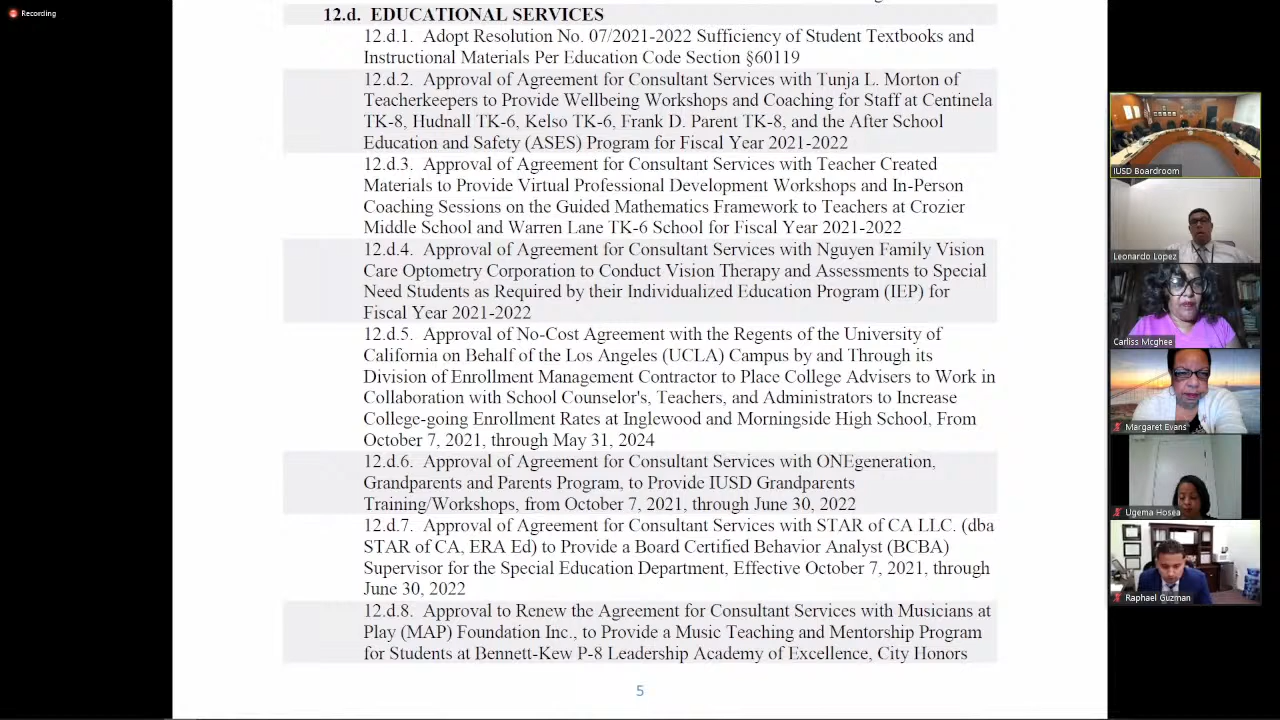 Recording
12.d. EDUCATIONAL SERVICES
12.d.1. Adopt Resolution No. 07/2021-2022 Sufficiency of Student Textbooks and
Instructional Materials Per Education Code Section §60119
12.d.2. Approval of Agreement for Consultant Services with Tunja L. Morton of
Teacherkeepers to Provide Wellbeing Workshops and Coaching for Staff at Centinela
TK-8, Hudnall TK-6, Kelso TK-6, Frank D. Parent TK-8, and the After School
Education and Safety (ASES) Program for Fiscal Year 2021-2022
12.d.3. Approval of Agreement for Consultant Services with Teacher Created
Materials to Provide Virtual Professional Development Workshops and In-Person
Coaching Sessions on the Guided Mathematics Framework to Teachers at Crozier
Middle School and Warren Lane TK-6 School for Fiscal Year 2021-2022
12.d.4. Approval of Agreement for Consultant Services with Nguyen Family Vision
Care Optometry Corporation to Conduct Vision Therapy and Assessments to Special
Need Students as Required by their Individualized Education Program (IEP) for
Fiscal Year 2021-2022
12.d.5. Approval of No-Cost Agreement with the Regents of the University of
California on Behalf of the Los Angeles (UCLA) Campus by and Through its
Division of Enrollment Management Contractor to Place College Advisers to Work in
Collaboration with School Counselor's, Teachers, and Administrators to Increase
College-going Enrollment Rates at Inglewood and Morningside High School, From
October 7, 2021, through May 31, 2024
12.d.6. Approval of Agreement for Consultant Services with ONEgeneration,
Grandparents and Parents Program, to Provide IUSD Grandparents
Training/Workshops, from October 7, 2021, through June 30, 2022
12.d.7. Approval of Agreement for Consultant Services with STAR of CA LLC. (dba
STAR of CA, ERA Ed) to Provide a Board Certified Behavior Analyst (BCBA)
Supervisor for the Special Education Department, Effective October 7, 2021, through
June 30, 2022
12.d.8. Approval to Renew the Agreement for Consultant Services with Musicians at
Play (MAP) Foundation Inc., to Provide a Music Teaching and Mentorship Program
for Students at Bennett-Kew P-8 Leadership Academy of Excellence, City Honors
5
IUSD Boardroom
Leonardo Lopez
Carliss Mcghee
Margaret Evans
Ugema Hosea
Raphael Guzman